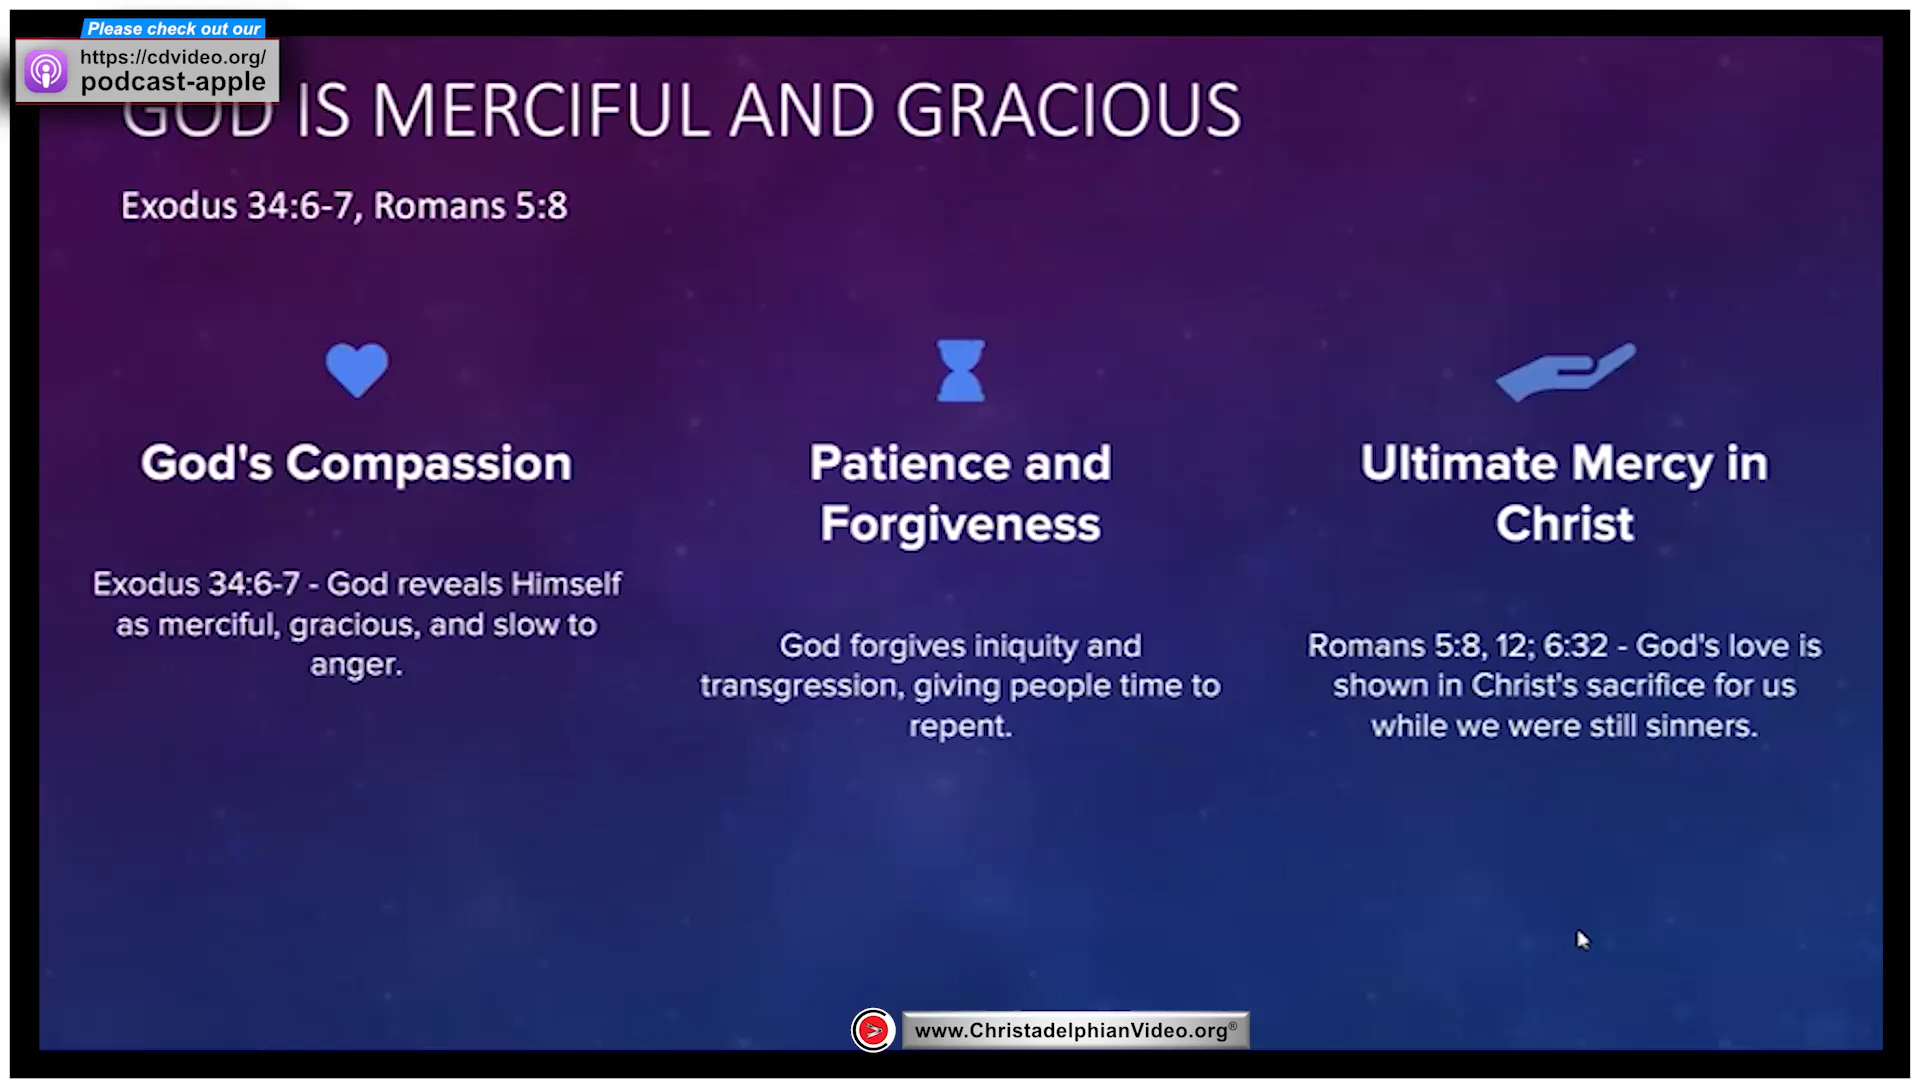 Please check out our
https://cdvideo.org/
podcast-apple
GOD IS MERCIFUL AND GRACIOUS
Exodus 34:6-7, Romans 5:8
God's Compassion
Exodus 34:6-7 - God reveals Himself
as merciful, gracious, and slow to
anger.
Patience and
Forgiveness
God forgives iniquity and
transgression, giving people time to
repent.
Ultimate Mercy in
Christ
Romans 5:8, 12; 6:32 - God's love is
shown in Christ's sacrifice for us
while we were still sinners.
www.ChristadelphianVideo.org®